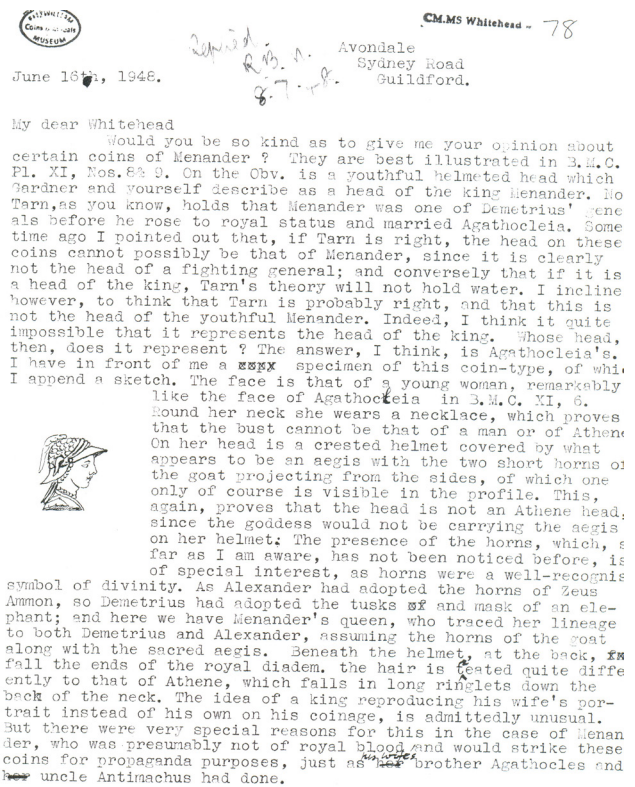 FITZWILLIAM
Coins & Medals
MUSEUM
CM.MS Whitehead - 78
Replied.
R.B.W.
8.7.48.
Avondale
Sydney Road
Guildford.
June 16th, 1948.
My dear Whitehead
Would you be so kind as to give me your opinion about
certain coins of Menander ? They are best illustrated in B.M.C.
Pl. XI, Nos.8& 9. On the Obv. is a youthful helmeted head which
Gardner and yourself describe as a head of the king Menander. No
Tarn,as you know, holds that Menander was one of Demetrius' gene
als before he rose to royal status and married Agathocleia. Some
time ago I pointed out that, if Tarn is right, the head on these
coins cannot possibly be that of Menander, since it is clearly
not the head of a fighting general; and conversely that if it is
a head of the king, Tarn's theory will not hold water. I incline
however, to think that Tarn is probably right, and that this is
not the head of the youthful Menander. Indeed, I think it quite
impossible that it represents the head of the king. Whose head,
then, does it represent ? The answer, I think, is Agathocleia's.
I have in front of me a copy specimen of this coin-type, of whi
I append a sketch. The face is that of a young woman, remarkably
like the face of Agathocleia in B.M.C. XI, 6.
Round her neck she wears a necklace, which proves
that the bust cannot be that of a man or of Athene
On her head is a crested helmet covered by what
appears to be an aegis with the two short horns o
the goat projecting from the sides, of which one
only of course is visible in the profile. This,
again, proves that the head is not an Athene head,
since the goddess would not be carrying the aegis
on her helmet. The presence of the horns, which, s
far as I am aware, has not been noticed before, is
of special interest, as horns were a well-recognis
symbol of divinity. As Alexander had adopted the horns of Zeus
Ammon, so Demetrius had adopted the tusks of and mask of an ele-
phant; and here we have Menander's queen, who traced her lineage
to both Demetrius and Alexander, assuming the horns of the goat
along with the sacred aegis. Beneath the helmet, at the back,
fall the ends of the royal diadem. the hair is teated quite diffe
ently to that of Athene, which falls in long ringlets down the
back of the neck. The idea of a king reproducing his wife's por-
trait instead of his own on his coinage, is admittedly unusual.
But there were very special reasons for this in the case of Menan
der, who was presumably not of royal blood and would strike these
coins for propaganda purposes, just as her his wife's brother Agathocles and
her uncle Antimachus had done.